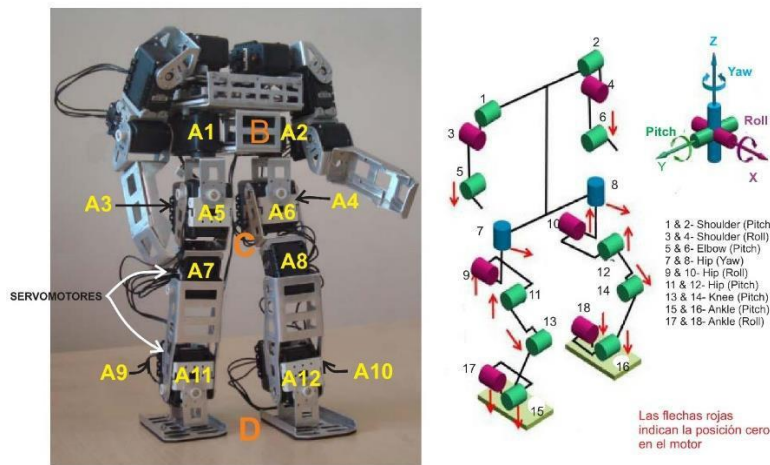 A1
B
A2
A3
A5
A6
A4
C
A7
A8
SERVOMOTORES
A9
A11
A12
A10
D
2
1
4
3
6
5
8
7
10
9
12
11
14
13
18
17
16
15
Z
Yaw
Roll
Pitch
Y
X
1 & 2- Shoulder (Pitch
3 & 4- Shoulder (Roll)
5 & 6- Elbow (Pitch)
7 & 8- Hip (Yaw)
9 & 10- Hip (Roll)
11 & 12- Hip (Pitch)
13 & 14- Knee (Pitch)
15 & 16- Ankle (Pitch)
17 & 18- Ankle (Roll)
Las flechas rojas
indican la posición cero
en el motor